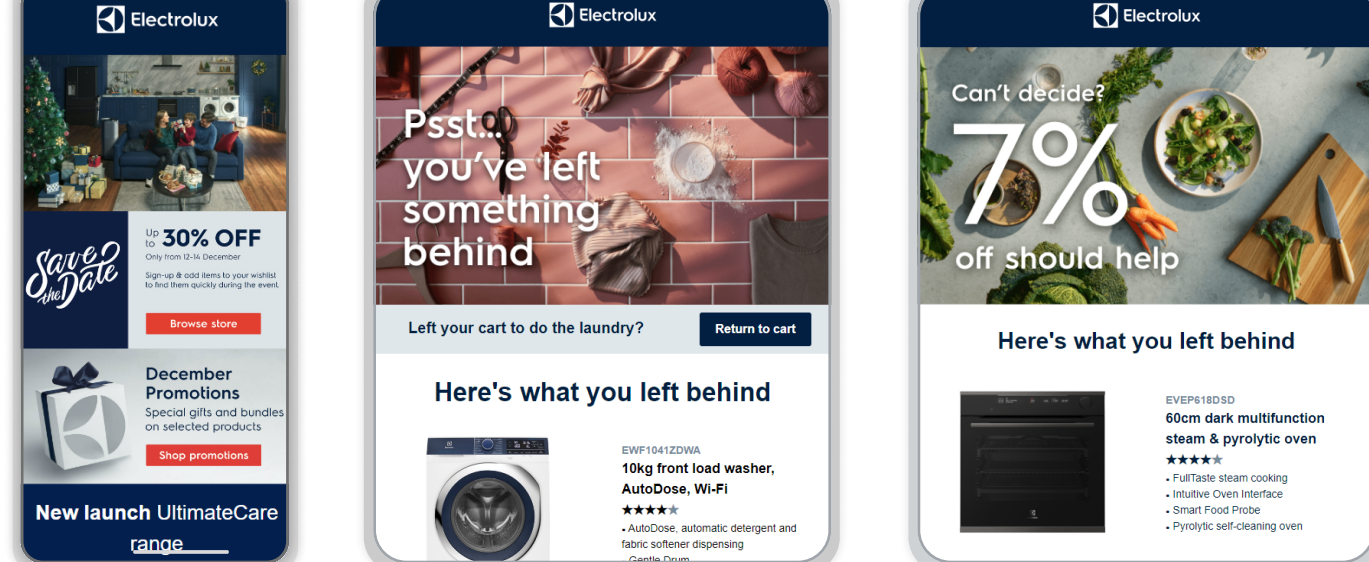 Electrolux
Save
the Date
Up
to 30% OFF
Only from 12-14 December
Sign-up & add items to your wishlist
to find them quickly during the event.
Browse store
December
Promotions
Special gifts and bundles
on selected products
Shop promotions
New launch UltimateCare
range
Electrolux
Psst...
you've left
something
behind
Left your cart to do the laundry?
Return to cart
Here's what you left behind
EWF1041ZDWA
10kg front load washer,
AutoDose, Wi-Fi
▪ AutoDose, automatic detergent and
fabric softener dispensing
Gentle Drum
Electrolux
Can't decide?
7%
off should help
Here's what you left behind
EVEP618DSD
60cm dark multifunction
steam & pyrolytic oven
▪ FullTaste steam cooking
▪ Intuitive Oven Interface
▪ Smart Food Probe
▪ Pyrolytic self-cleaning oven